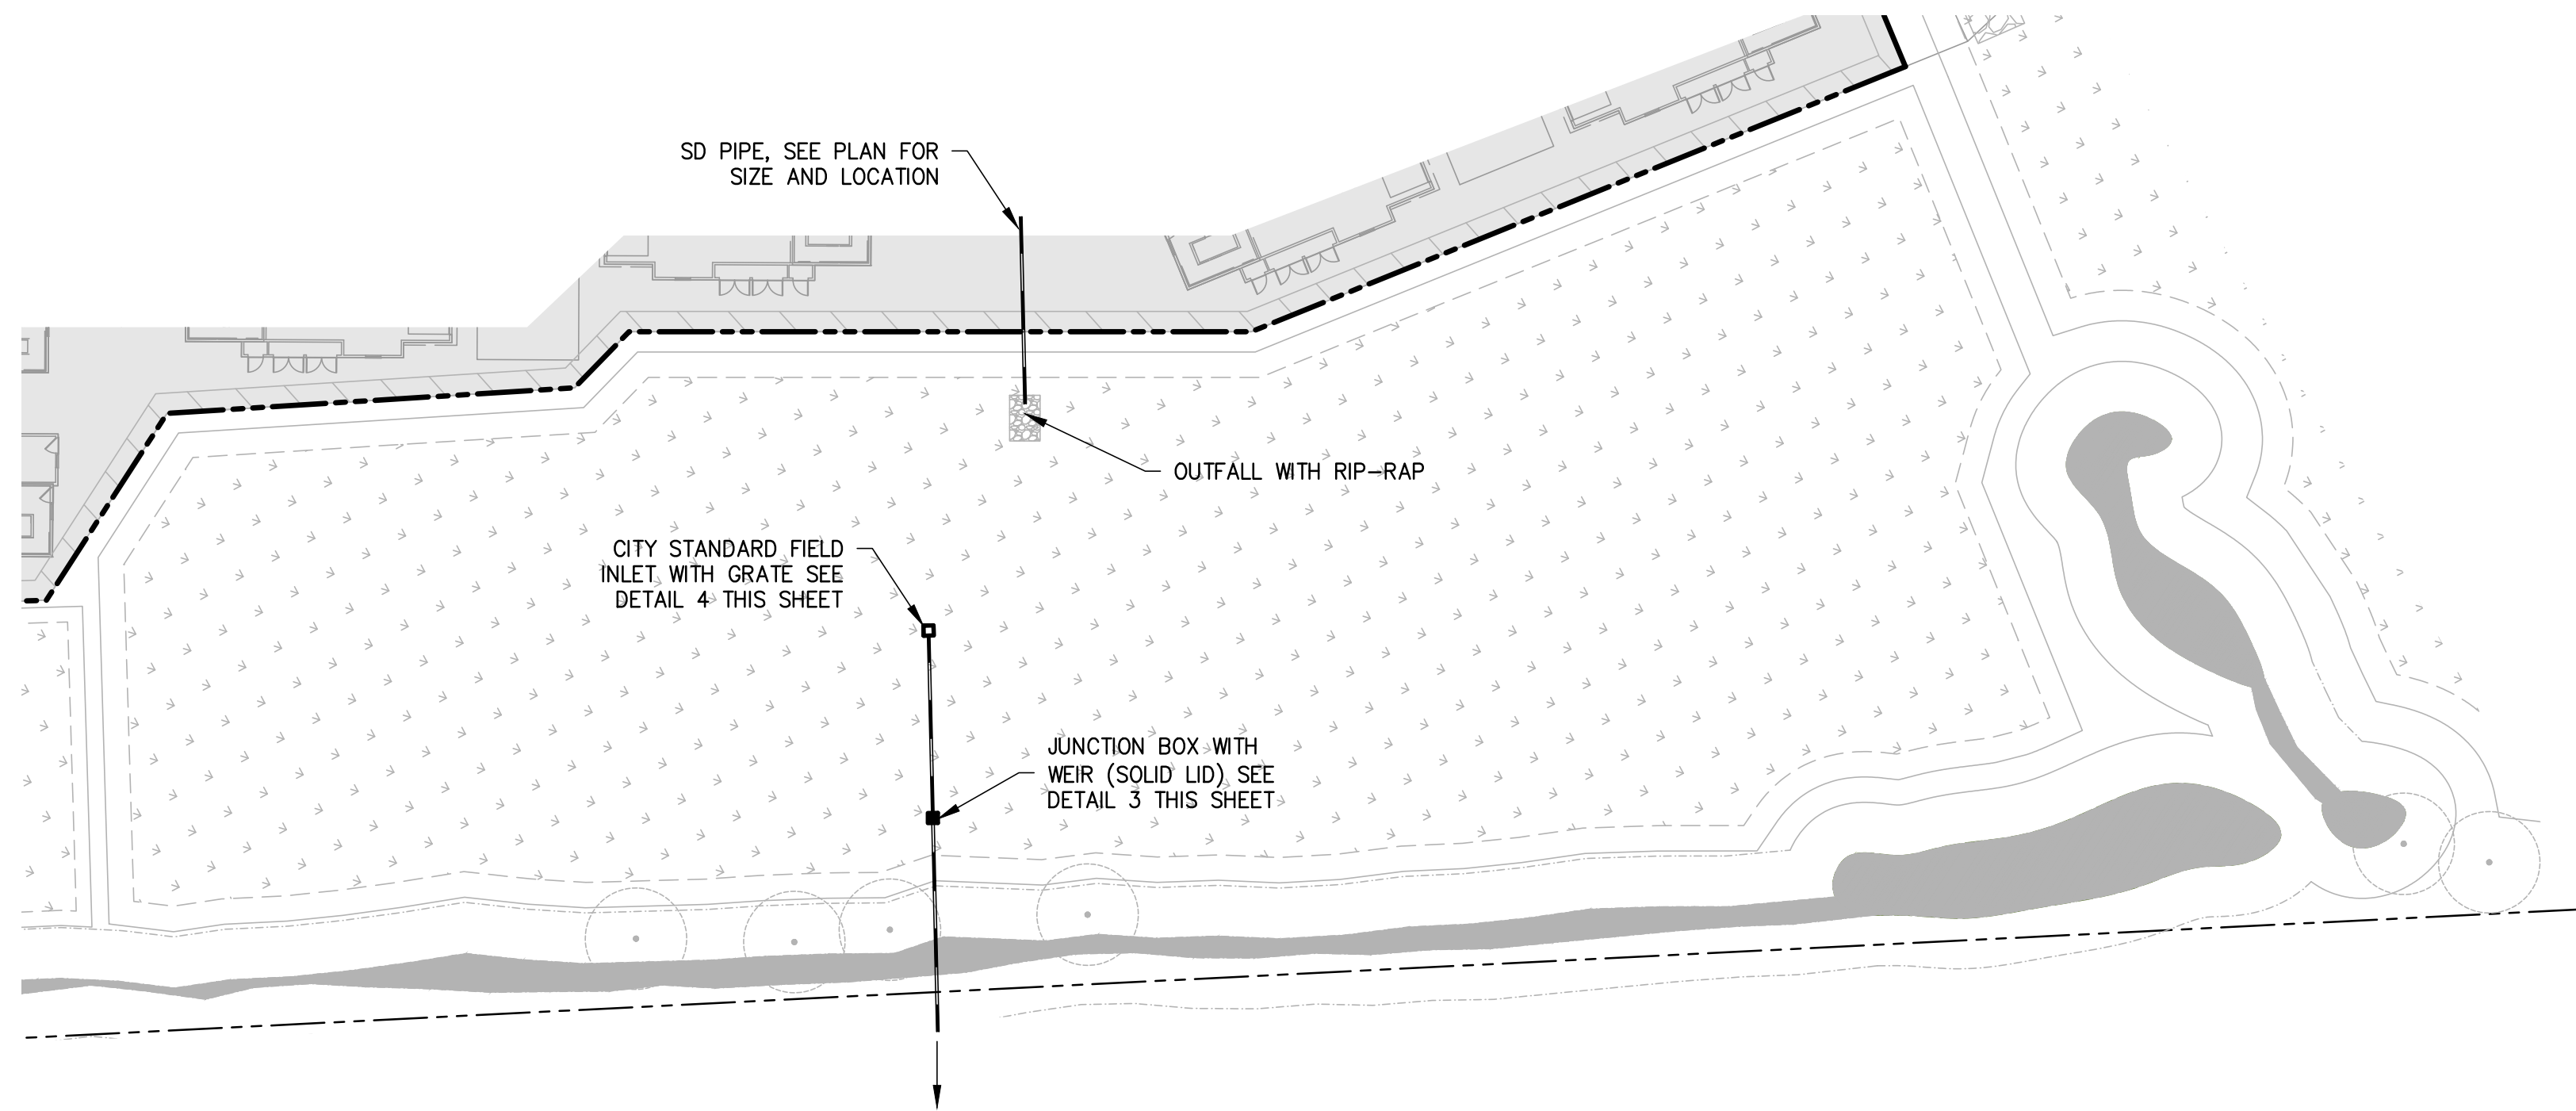 SD PIPE, SEE PLAN FOR
SIZE AND LOCATION
OUTFALL WITH RIP-RAP
CITY STANDARD FIELD
INLET WITH GRATE SEE
DETAIL 4 THIS SHEET
JUNCTION BOX WITH
WEIR (SOLID LID) SEE
DETAIL 3 THIS SHEET